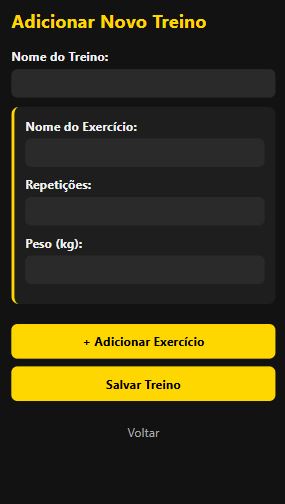 Adicionar Novo Treino
Nome do Treino:
Nome do Exercício:
Repetições:
Peso (kg):
+ Adicionar Exercício
Salvar Treino
Voltar